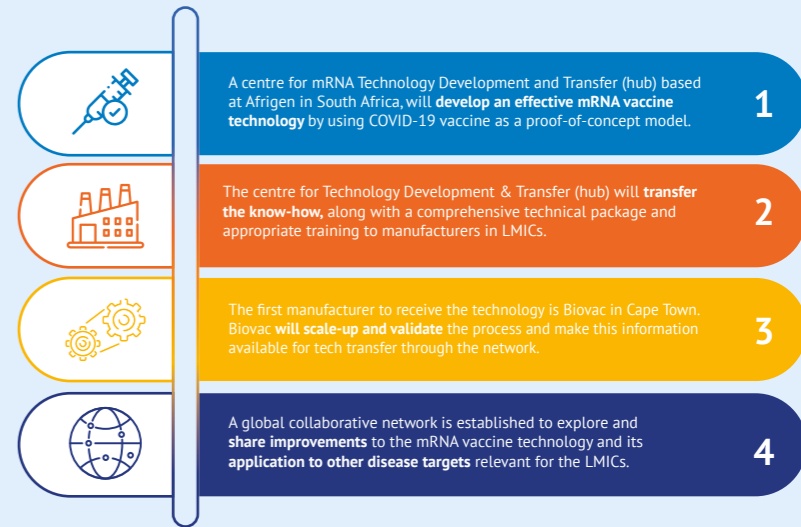 A centre for mRNA Technology Development and Transfer (hub) based
at Afrigen in South Africa, will develop an effective mRNA vaccine
technology by using COVID-19 vaccine as a proof-of-concept model.
1
The centre for Technology Development & Transfer (hub) will transfer
the know-how, along with a comprehensive technical package and
appropriate training to manufacturers in LMICs.
2
The first manufacturer to receive the technology is Biovac in Cape Town.
Biovac will scale-up and validate the process and make this information
available for tech transfer through the network.
3
A global collaborative network is established to explore and
share improvements to the mRNA vaccine technology and its
application to other disease targets relevant for the LMICs.
4